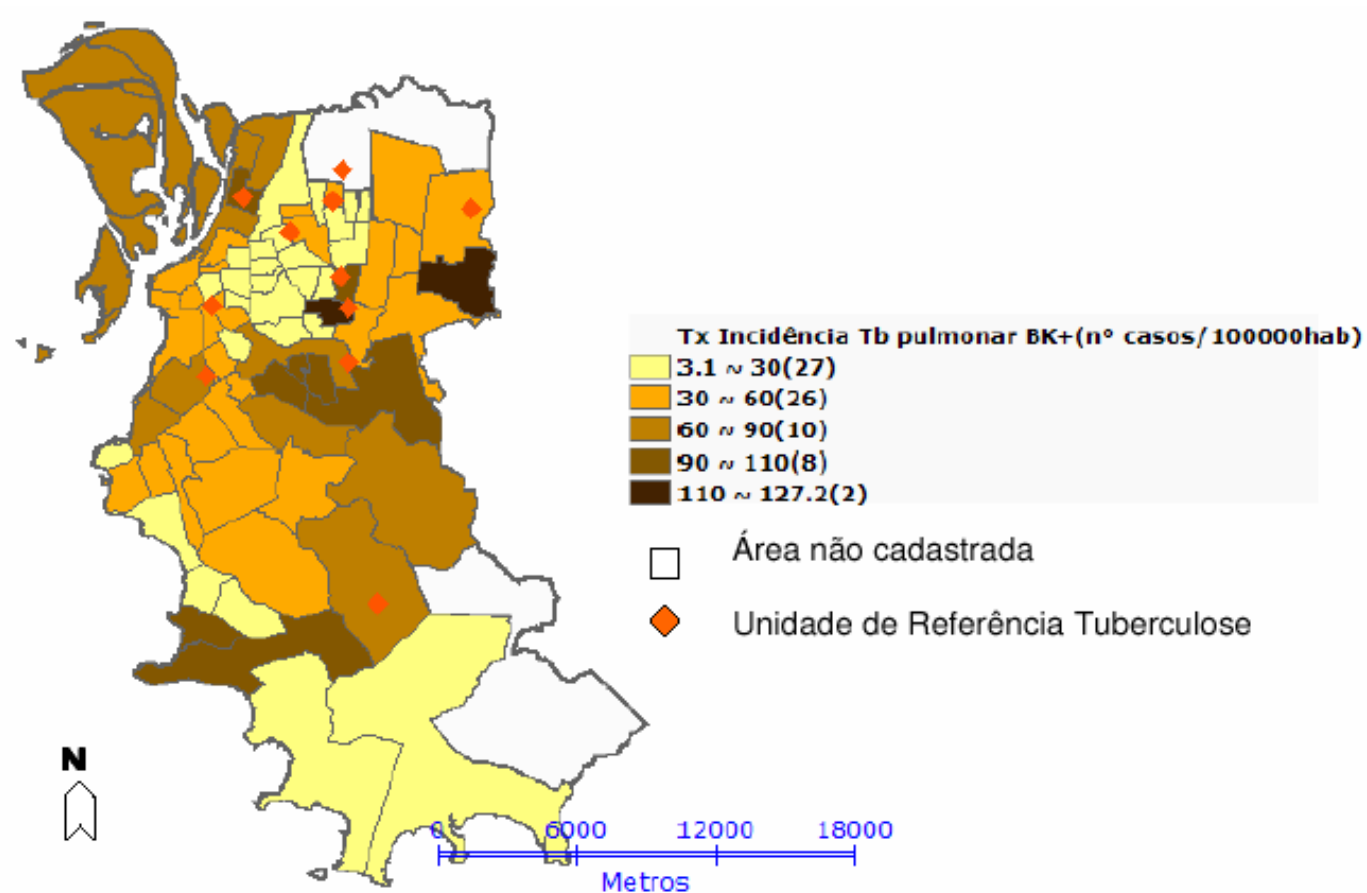 Tx Incidência Tb pulmonar BK+(nº casos/100000hab)
3.1 ~ 30(27)
30 ~ 60(26)
60 ~ 90(10)
90 ~ 110(8)
110 ~ 127.2(2)
Área não cadastrada
Unidade de Referência Tuberculose
N
0 6000 12000 18000
Metros